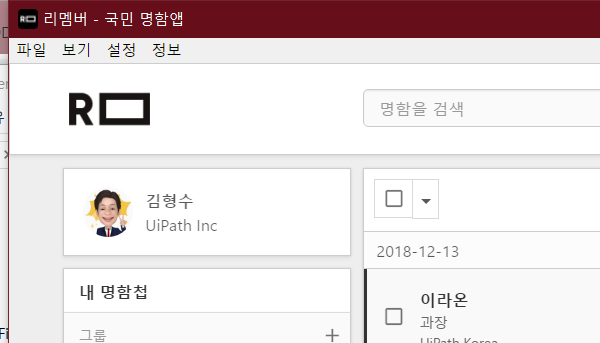 리멤버 - 국민 명함앱
파일 보기 설정 정보
R
명함을 검색
김형수
UiPath Inc
내 명함첩
그룹 +
2018-12-13
이라온
과장
UiPath Korea